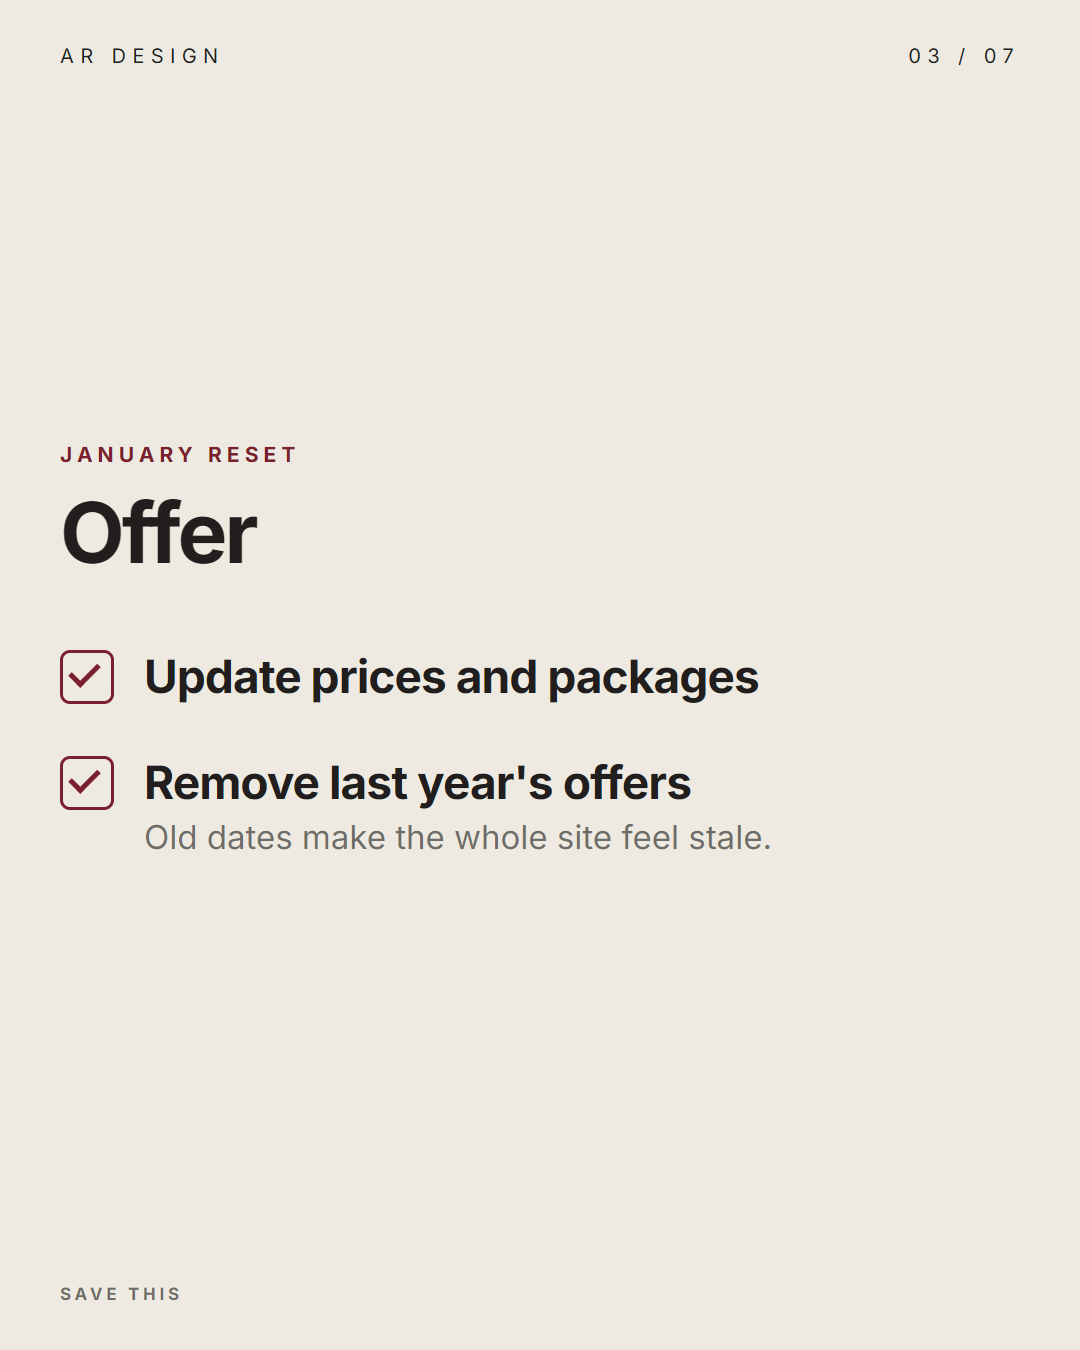 AR DESIGN
03 / 07
JANUARY RESET
Offer
Update prices and packages
Remove last year's offers
Old dates make the whole site feel stale.
SAVE THIS